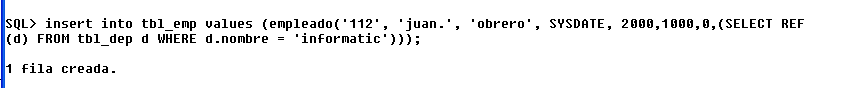 SQL> insert into tbl_emp values (empleado('112', 'juan.', 'obrero', SYSDATE, 2000,1000,0,(SELECT REF
(d) FROM tbl_dep d WHERE d.nombre = 'informatic')));
1 fila creada.